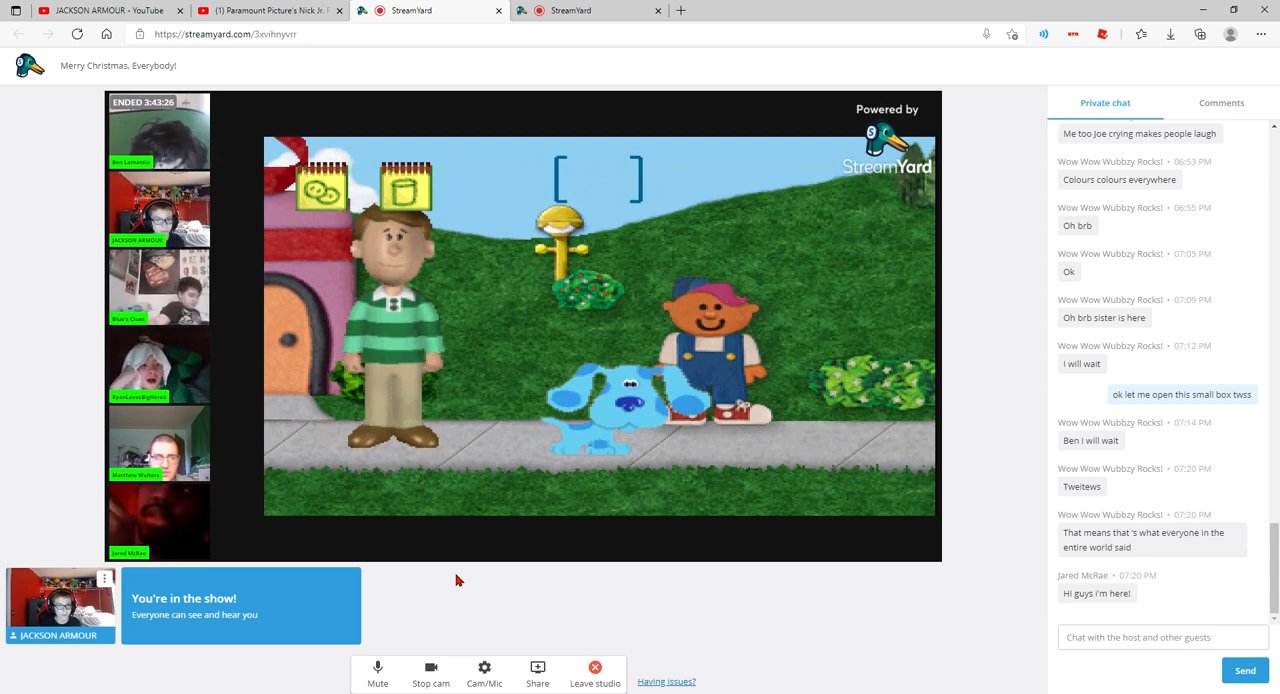 JACKSON ARMOUR - YouTube
(1) Paramount Picture's Nick Jr. F
StreamYard
StreamYard
https://streamyard.com/3xvihnyvrr
Merry Christmas, Everybody!
ENDED 3:43:26
Ben Lamantia
JACKSON ARMOUR
Blue's Clues
RyanLovesBigHero6
Matthew Walters
Jared McRae
Powered by
StreamYard
JACKSON ARMOUR
You're in the show!
Everyone can see and hear you
Mute
Stop cam
Cam/Mic
Share
Leave studio
Having issues?
Private chat
Comments
Me too Joe crying makes people laugh
Wow Wow Wubbzy Rocks! • 06:53 PM
Colours colours everywhere
Wow Wow Wubbzy Rocks! • 06:55 PM
Oh brb
Wow Wow Wubbzy Rocks! • 07:05 PM
Ok
Wow Wow Wubbzy Rocks! • 07:09 PM
Oh brb sister is here
Wow Wow Wubbzy Rocks! • 07:12 PM
I will wait
ok let me open this small box twss
Wow Wow Wubbzy Rocks! • 07:14 PM
Ben I will wait
Wow Wow Wubbzy Rocks! • 07:20 PM
Tweitews
Wow Wow Wubbzy Rocks! • 07:20 PM
That means that 's what everyone in the
entire world said
Jared McRae • 07:20 PM
HI guys i'm here!
Chat with the host and other guests
Send